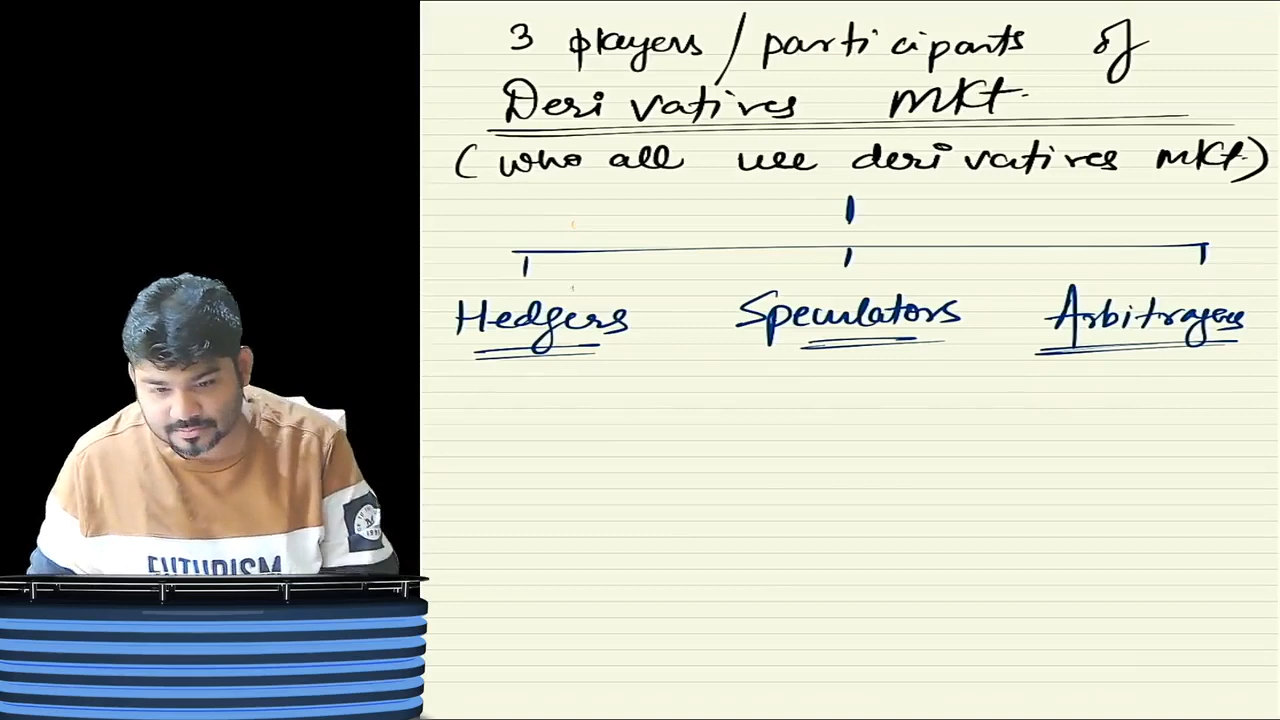 3 players / participants of
Derivatives mkt.
(who all use derivatives mkt.)
Hedgers Speculators Arbitragers
FUTURISM